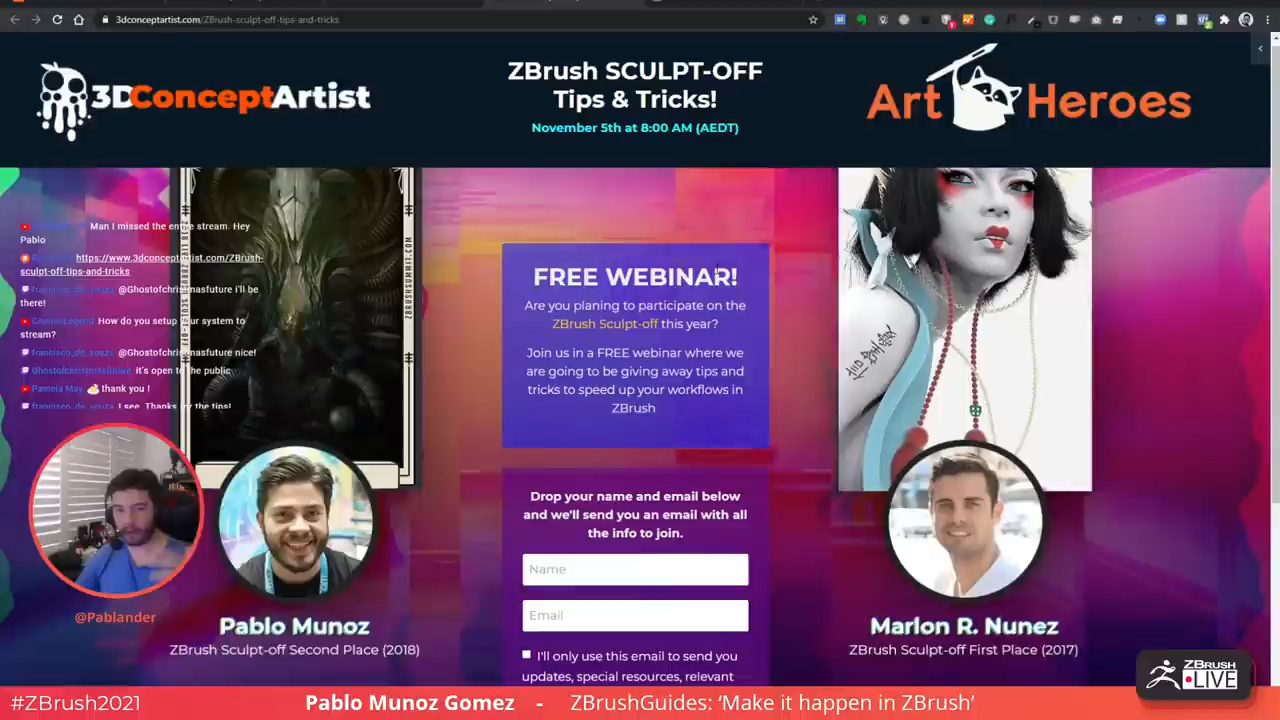 3dconceptartist.com/ZBrush-sculpt-off-tips-and-tricks
3DConceptArtist
ZBrush SCULPT-OFF
Tips & Tricks!
November 5th at 8:00 AM (AEDT)
Art Heroes
Man I missed the entire stream. Hey
Pablo
https://www.3dconceptartist.com/ZBrush-
sculpt-off-tips-and-tricks
@Ghostofchristmasfuture i'll be
there!
How do you setup your system to
stream?
francisco_de_souza @Ghostofchristmasfuture nice!
Ghostofchristmasfuture it's open to the public
Pamela May thank you !
francisco_de_souza I see. Thanks for the tips!
ZBRUSHSUMMIT.COM
FREE WEBINAR!
Are you planing to participate on the
ZBrush Sculpt-off this year?
Join us in a FREE webinar where we
are going to be giving away tips and
tricks to speed up your workflows in
ZBrush
Drop your name and email below
and we'll send you an email with all
the info to join.
Name
Email
I'll only use this email to send you
updates, special resources, relevant
@Pablander
Pablo Munoz
ZBrush Sculpt-off Second Place (2018)
Marlon R. Nunez
ZBrush Sculpt-off First Place (2017)
ZBRUSH
LIVE
#ZBrush2021
Pablo Munoz Gomez - ZBrushGuides: 'Make it happen in ZBrush'